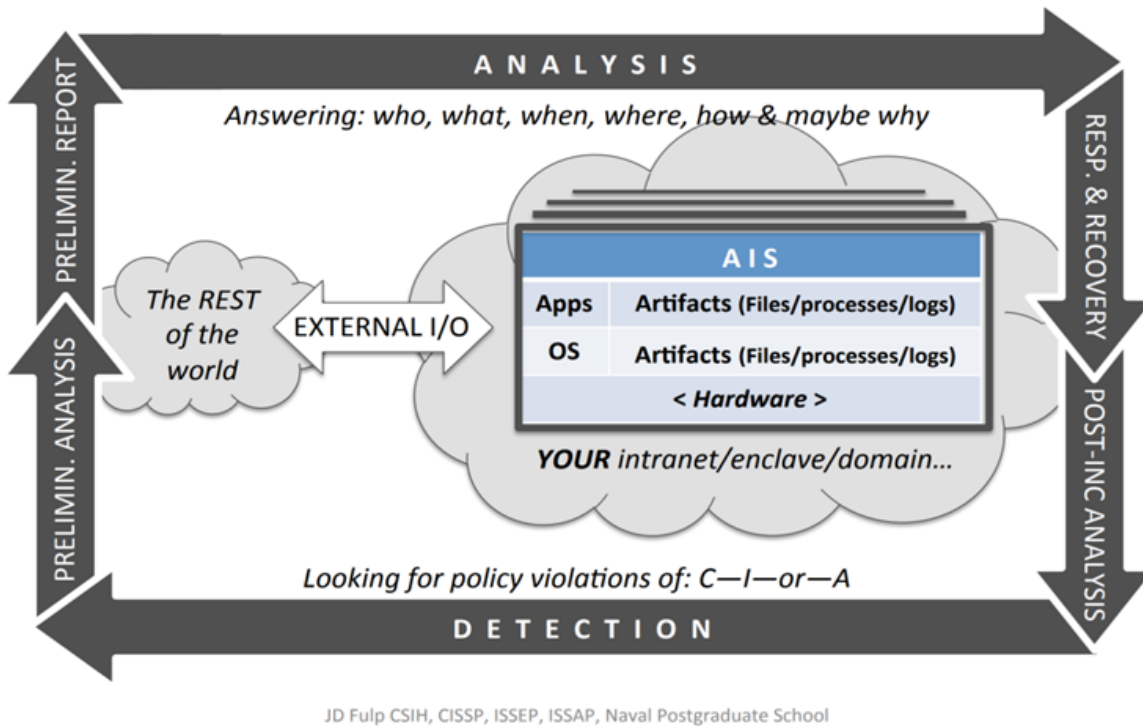 ANALYSIS
Answering: who, what, when, where, how & maybe why
PRELIMIN. REPORT
PRELIMIN. ANALYSIS
The REST
of the
world
EXTERNAL I/O
AIS
Apps Artifacts (Files/processes/logs)
OS Artifacts (Files/processes/logs)
< Hardware >
YOUR intranet/enclave/domain...
RESP. & RECOVERY
POST-INC ANALYSIS
Looking for policy violations of: C—I—or—A
DETECTION
JD Fulp CSIH, CISSP, ISSEP, ISSAP, Naval Postgraduate School